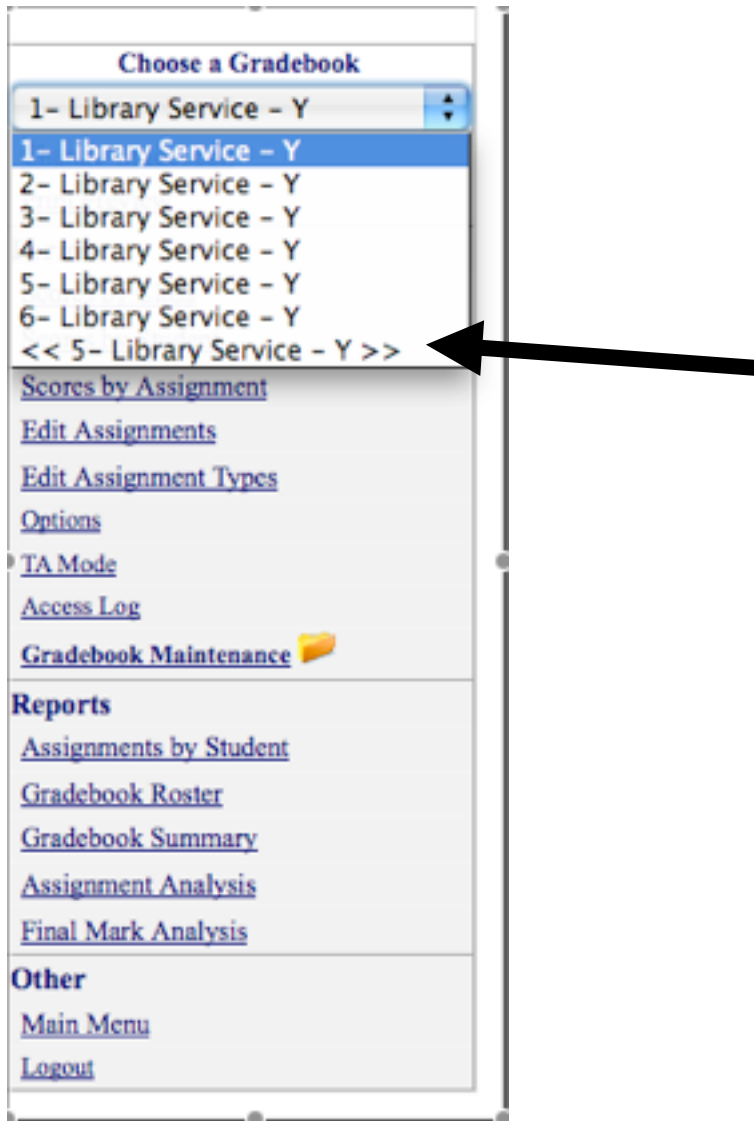 Choose a Gradebook
1– Library Service – Y
1– Library Service – Y
2– Library Service – Y
3– Library Service – Y
4– Library Service – Y
5– Library Service – Y
6– Library Service – Y
<< 5– Library Service – Y >>
Scores by Assignment
Edit Assignments
Edit Assignment Types
Options
TA Mode
Access Log
Gradebook Maintenance
Reports
Assignments by Student
Gradebook Roster
Gradebook Summary
Assignment Analysis
Final Mark Analysis
Other
Main Menu
Logout